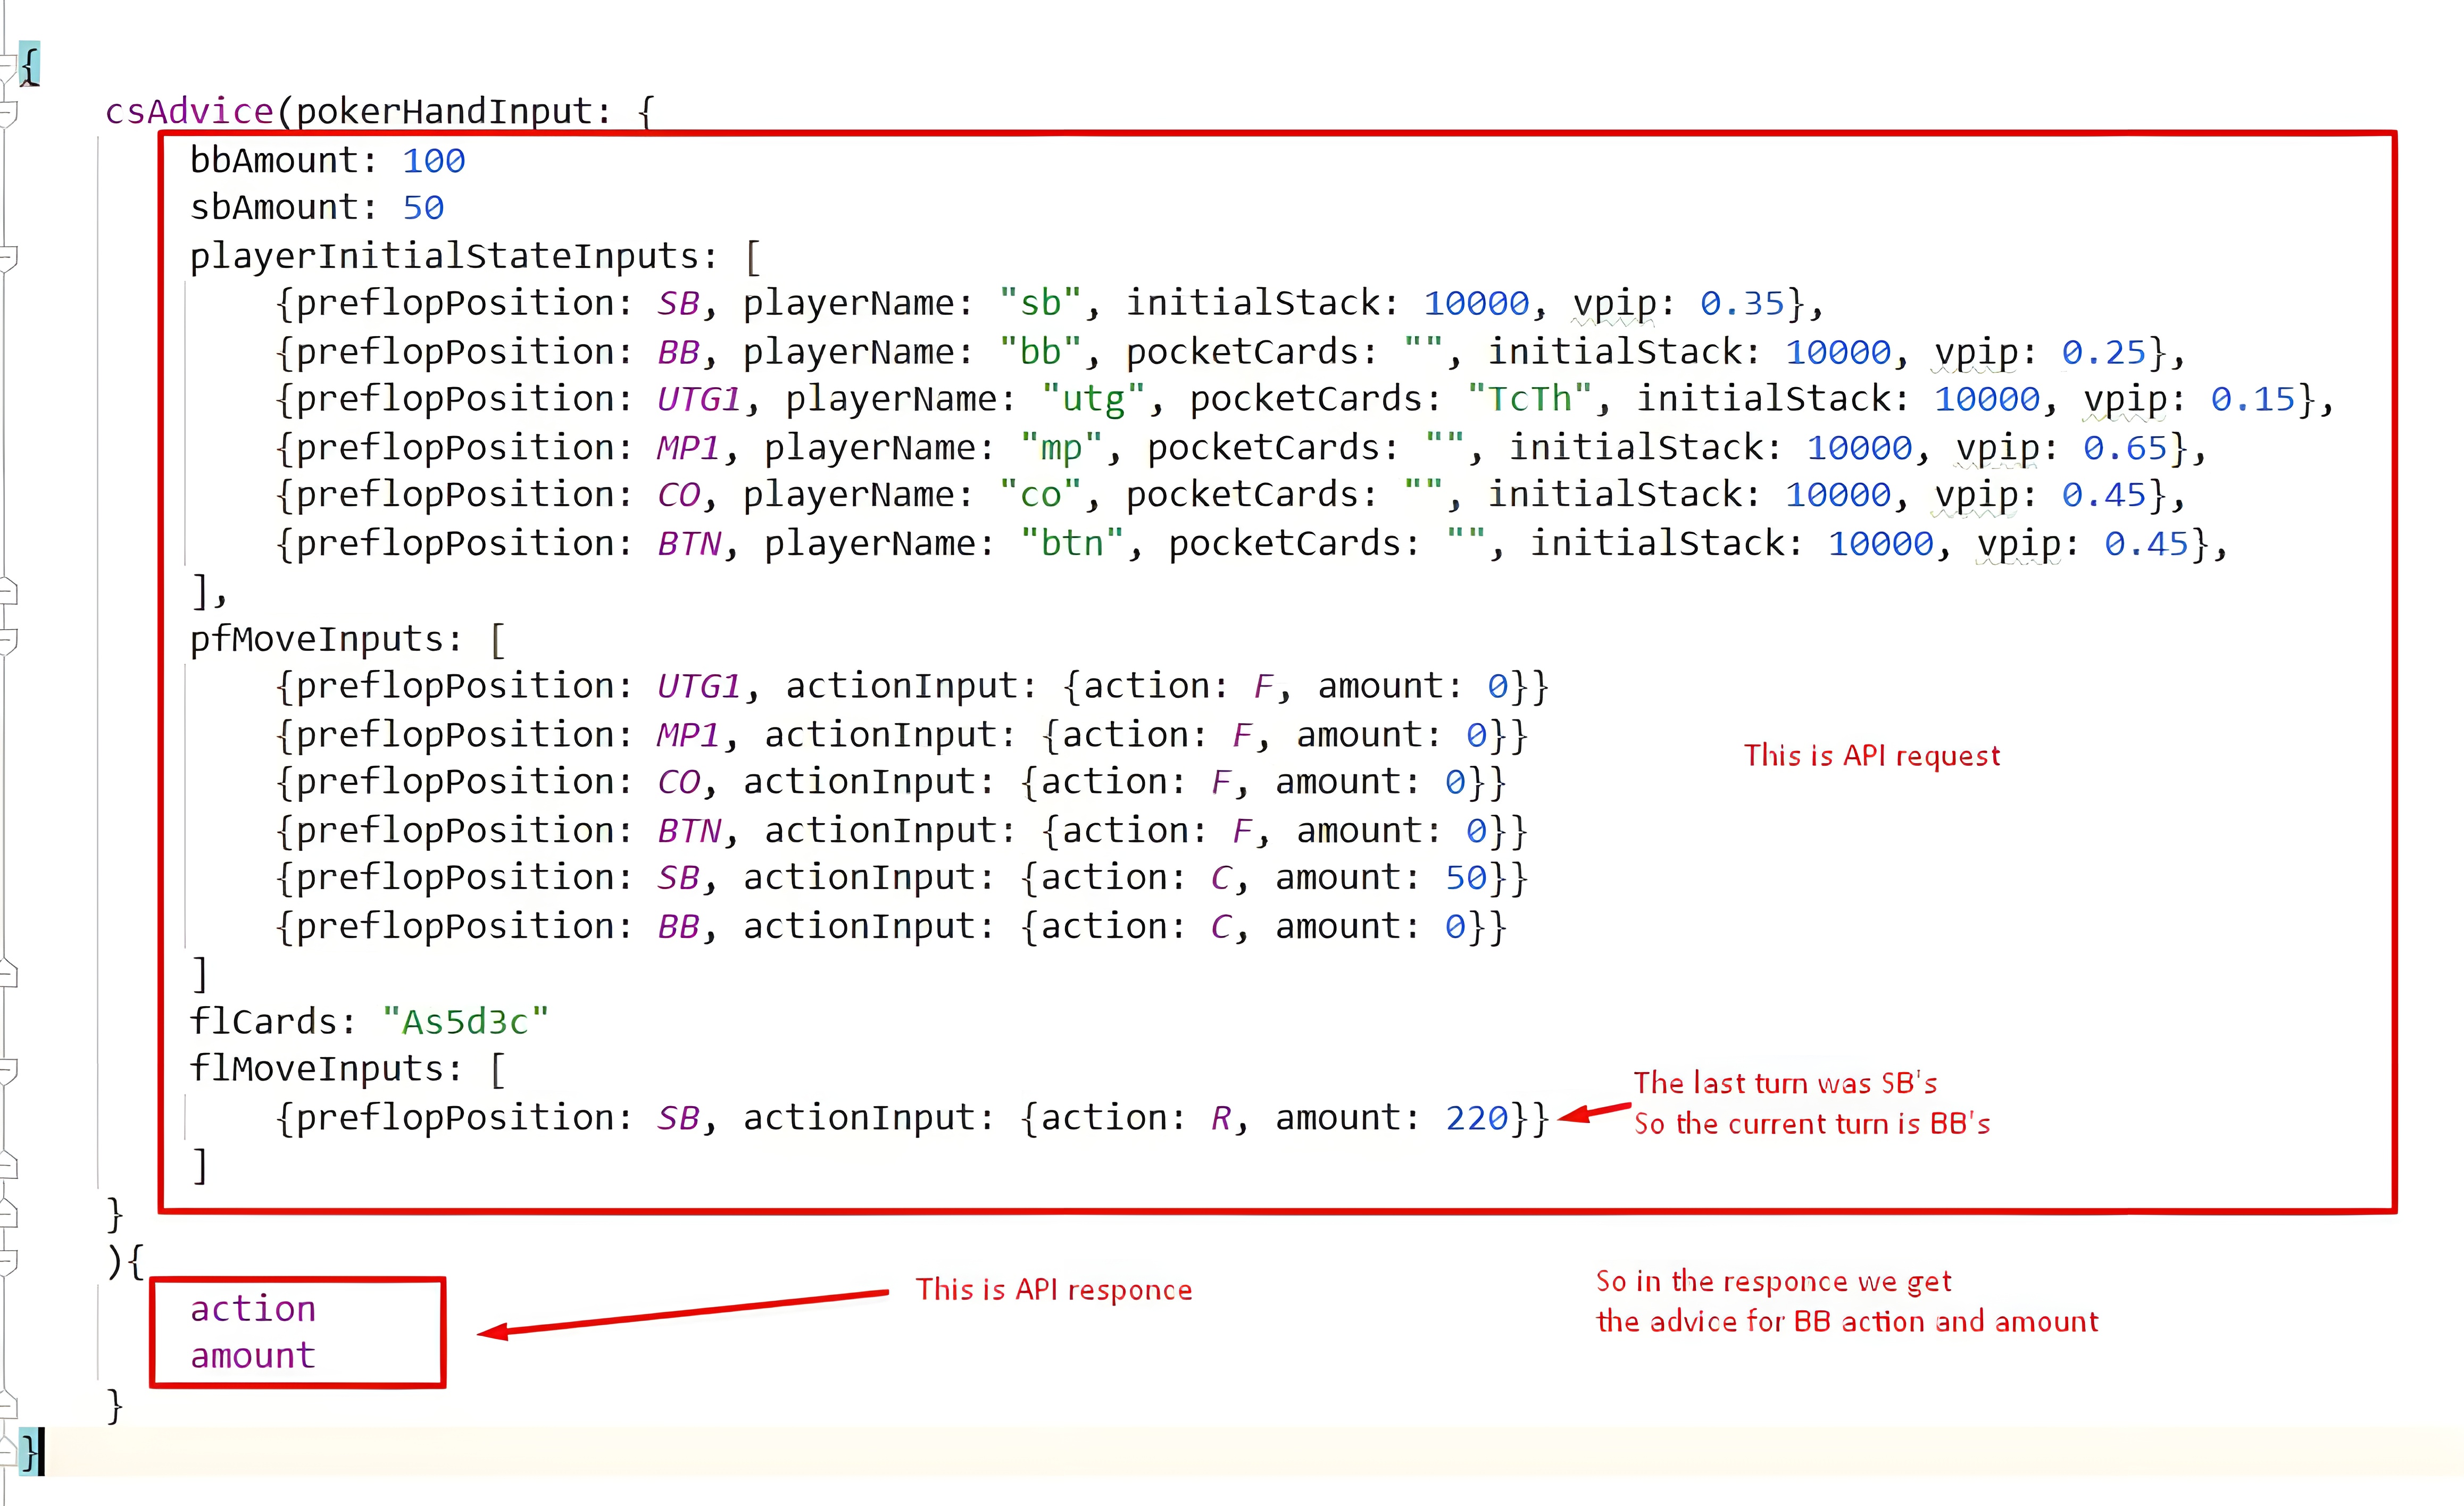 {
csAdvice(pokerHandInput: {
bbAmount: 100
sbAmount: 50
playerInitialStateInputs: [
{preflopPosition: SB, playerName: "sb", initialStack: 10000, vpip: 0.35},
{preflopPosition: BB, playerName: "bb", pocketCards: "", initialStack: 10000, vpip: 0.25},
{preflopPosition: UTG1, playerName: "utg", pocketCards: "TcTh", initialStack: 10000, vpip: 0.15},
{preflopPosition: MP1, playerName: "mp", pocketCards: "", initialStack: 10000, vpip: 0.65},
{preflopPosition: CO, playerName: "co", pocketCards: "", initialStack: 10000, vpip: 0.45},
{preflopPosition: BTN, playerName: "btn", pocketCards: "", initialStack: 10000, vpip: 0.45},
],
pfMoveInputs: [
{preflopPosition: UTG1, actionInput: {action: F, amount: 0}}
{preflopPosition: MP1, actionInput: {action: F, amount: 0}}
This is API request
{preflopPosition: CO, actionInput: {action: F, amount: 0}}
{preflopPosition: BTN, actionInput: {action: F, amount: 0}}
{preflopPosition: SB, actionInput: {action: C, amount: 50}}
{preflopPosition: BB, actionInput: {action: C, amount: 0}}
]
flCards: "As5d3c"
flMoveInputs: [
{preflopPosition: SB, actionInput: {action: R, amount: 220}}
The last turn was SB's
So the current turn is BB's
]
}
){
action
amount
This is API responce
So in the responce we get
the advice for BB action and amount
}
}